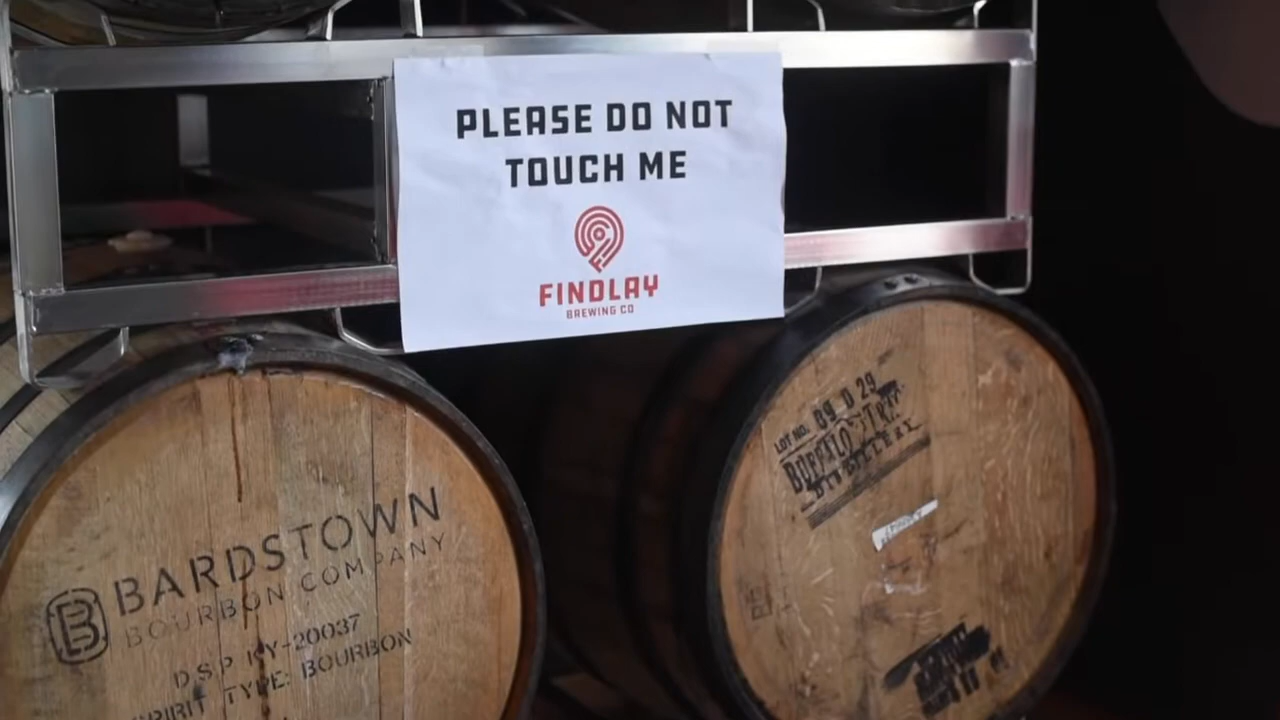 PLEASE DO NOT
TOUCH ME
FINDLAY
BREWING CO
LOT NO. 89 D 29
BUFFALO TRACE
DISTILLERY
B BARDSTOWN
BOURBON COMPANY
DSP KY-20037
SPIRIT TYPE: BOURBON